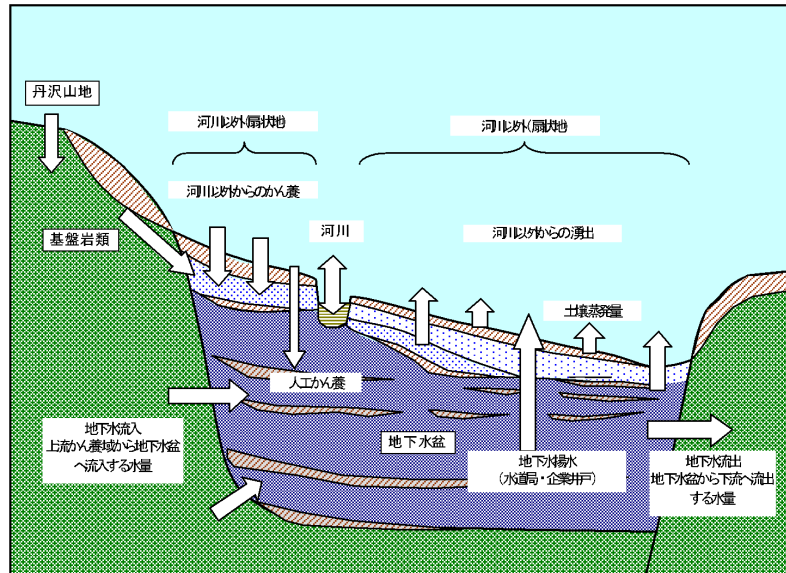 丹沢山地
河川以外(扇状地)
河川以外(扇状地)
河川以外からのかん養
基盤岩類
河川
河川以外からの湧出
土壌蒸発量
人工かん養
地下水流入
上流かん養域から地下水盆
へ流入する水量
地下水盆
地下水揚水
(水道局・企業井戸)
地下水流出
地下水盆から下流へ流出
する水量